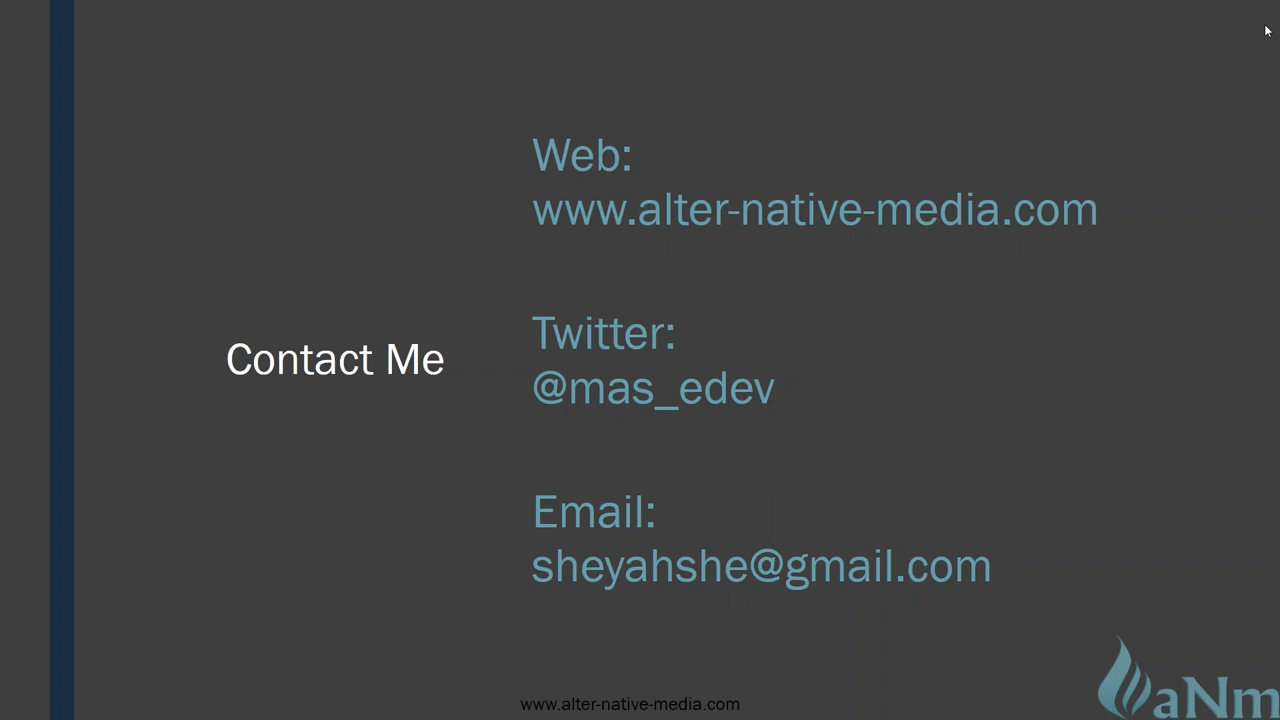 Contact Me
Web:
www.alter-native-media.com
Twitter:
@mas_edev
Email:
sheyahshe@gmail.com
www.alter-native-media.com
aNm